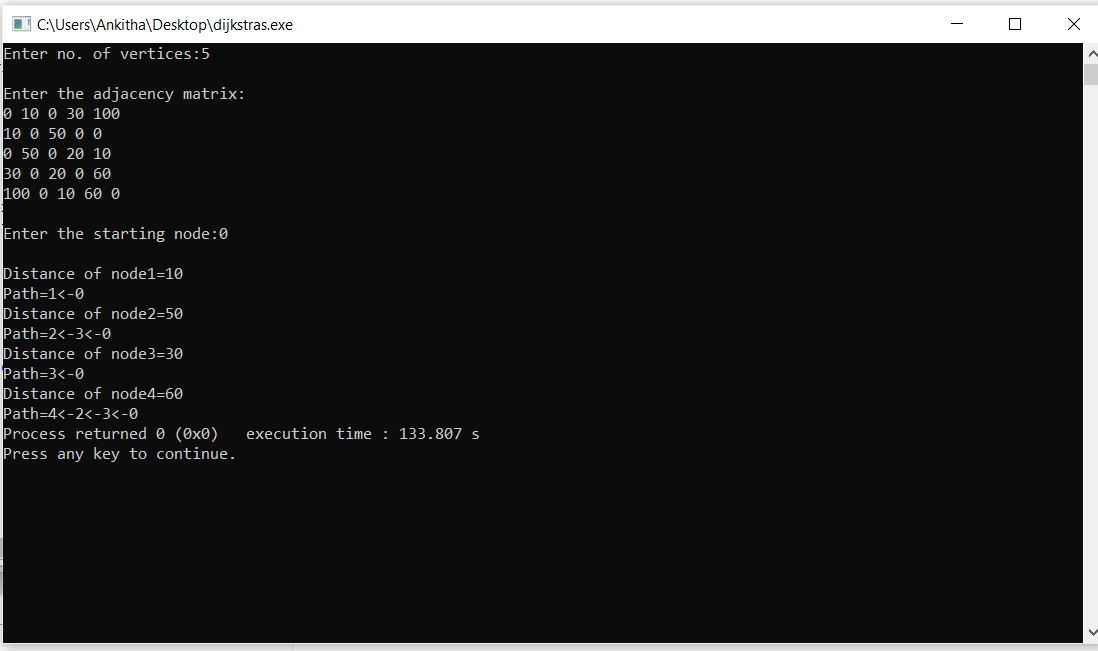 C:\Users\Ankitha\Desktop\dijkstras.exe
Enter no. of vertices:5
Enter the adjacency matrix:
0 10 0 30 100
10 0 50 0 0
0 50 0 20 10
30 0 20 0 60
100 0 10 60 0
Enter the starting node:0
Distance of node1=10
Path=1<-0
Distance of node2=50
Path=2<-3<-0
Distance of node3=30
Path=3<-0
Distance of node4=60
Path=4<-2<-3<-0
Process returned 0 (0x0)   execution time : 133.807 s
Press any key to continue.